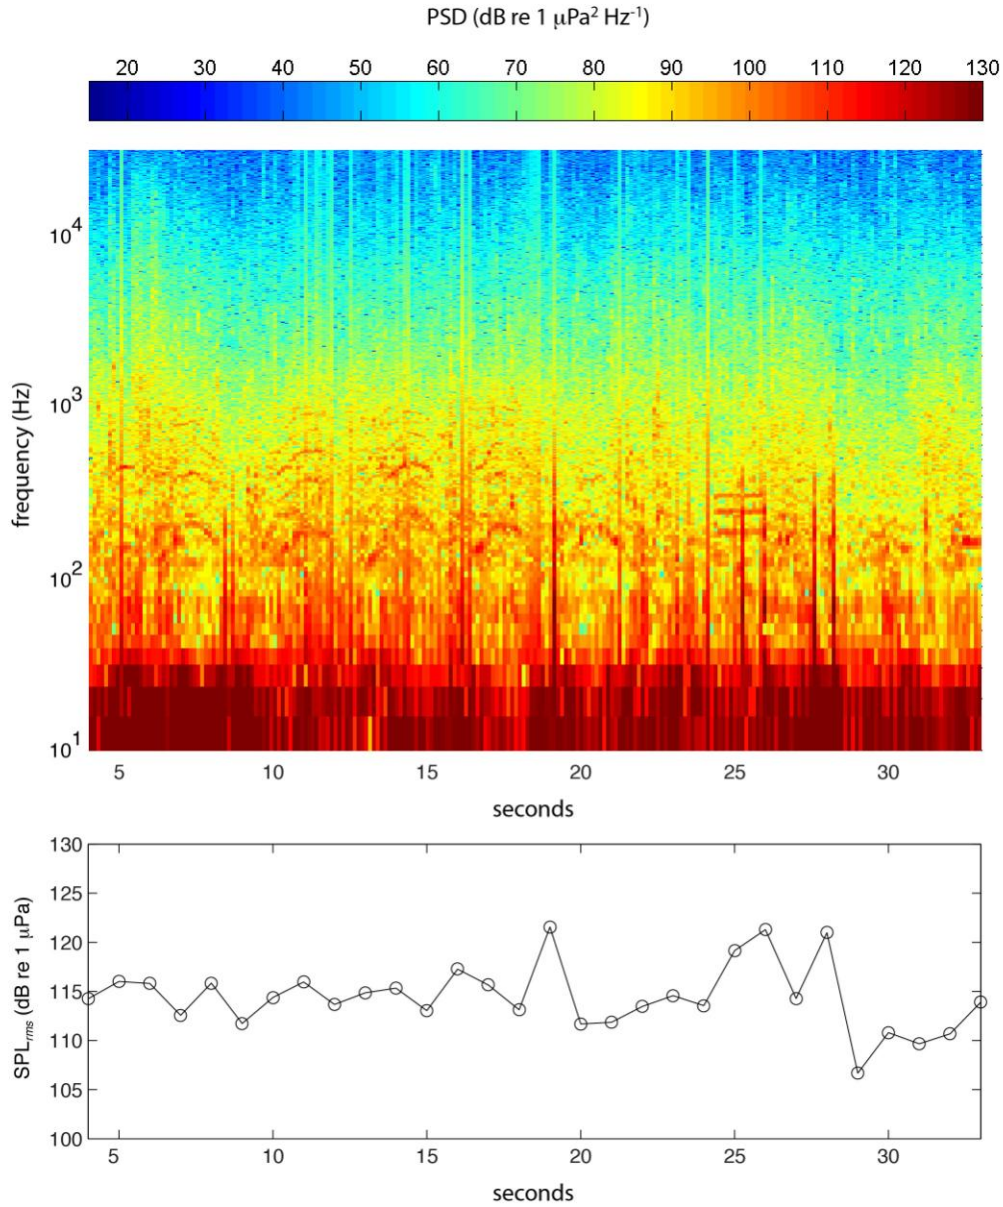 PSD (dB re 1 µPa² Hz⁻¹)
20 30 40 50 60 70 80 90 100 110 120 130
frequency (Hz)
10⁴
10³
10²
10¹
5 10 15 20 25 30
seconds
SPLrms (dB re 1 µPa)
130
125
120
115
110
105
100
5 10 15 20 25 30
seconds